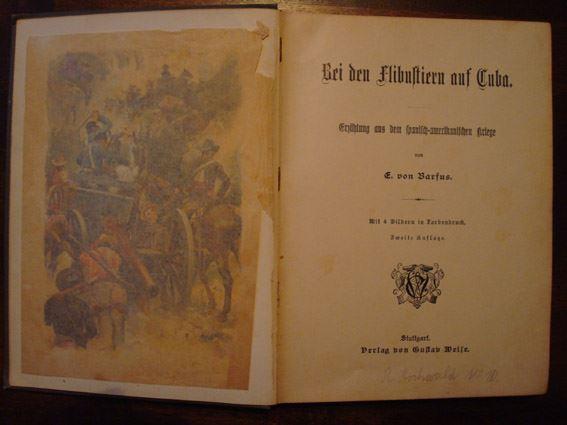 Bei den Flibustiern auf Cuba.
Erzählung aus dem spanisch-amerikanischen Kriege
von
E. von Barfus.
Mit 4 Bildern in Farbendruck.
Zweite Auflage.
Stuttgart.
Verlag von Gustav Weise.